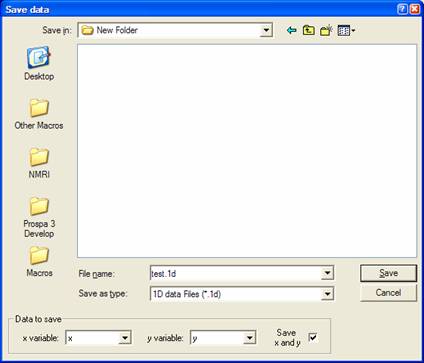 Save data
Save in: New Folder
Desktop
Other Macros
NMRI
Prospa 3
Develop
Macros
File name: test.1d Save
Save as type: 1D data Files (*.1d) Cancel
Data to save
x variable: x y variable: y Save
x and y